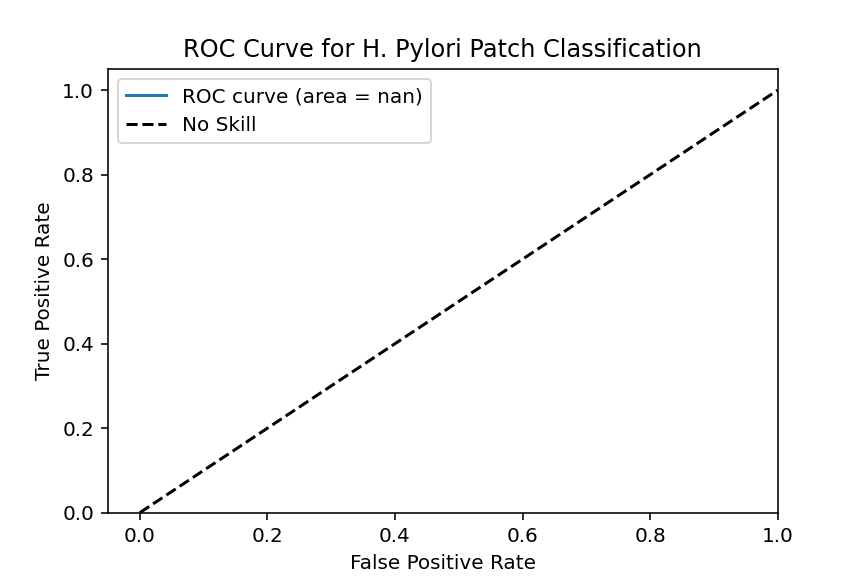 ROC Curve for H. Pylori Patch Classification
ROC curve (area = nan)
No Skill
True Positive Rate
1.0
0.8
0.6
0.4
0.2
0.0
0.0 0.2 0.4 0.6 0.8 1.0
False Positive Rate